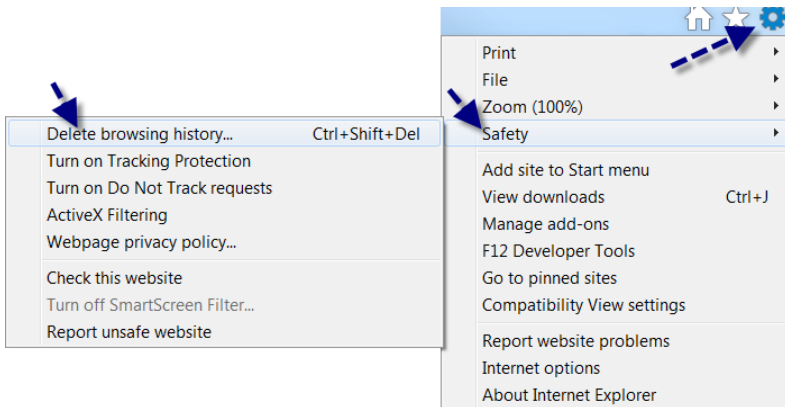 Print
File
Zoom (100%)
Safety
Add site to Start menu
View downloads Ctrl+J
Manage add-ons
F12 Developer Tools
Go to pinned sites
Compatibility View settings
Report website problems
Internet options
About Internet Explorer
Delete browsing history... Ctrl+Shift+Del
Turn on Tracking Protection
Turn on Do Not Track requests
ActiveX Filtering
Webpage privacy policy...
Check this website
Turn off SmartScreen Filter...
Report unsafe website